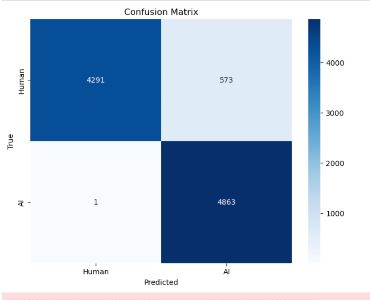 Confusion Matrix
Human
4291
573
4000
3000
True
2000
AI
1
4863
1000
Human
AI
Predicted